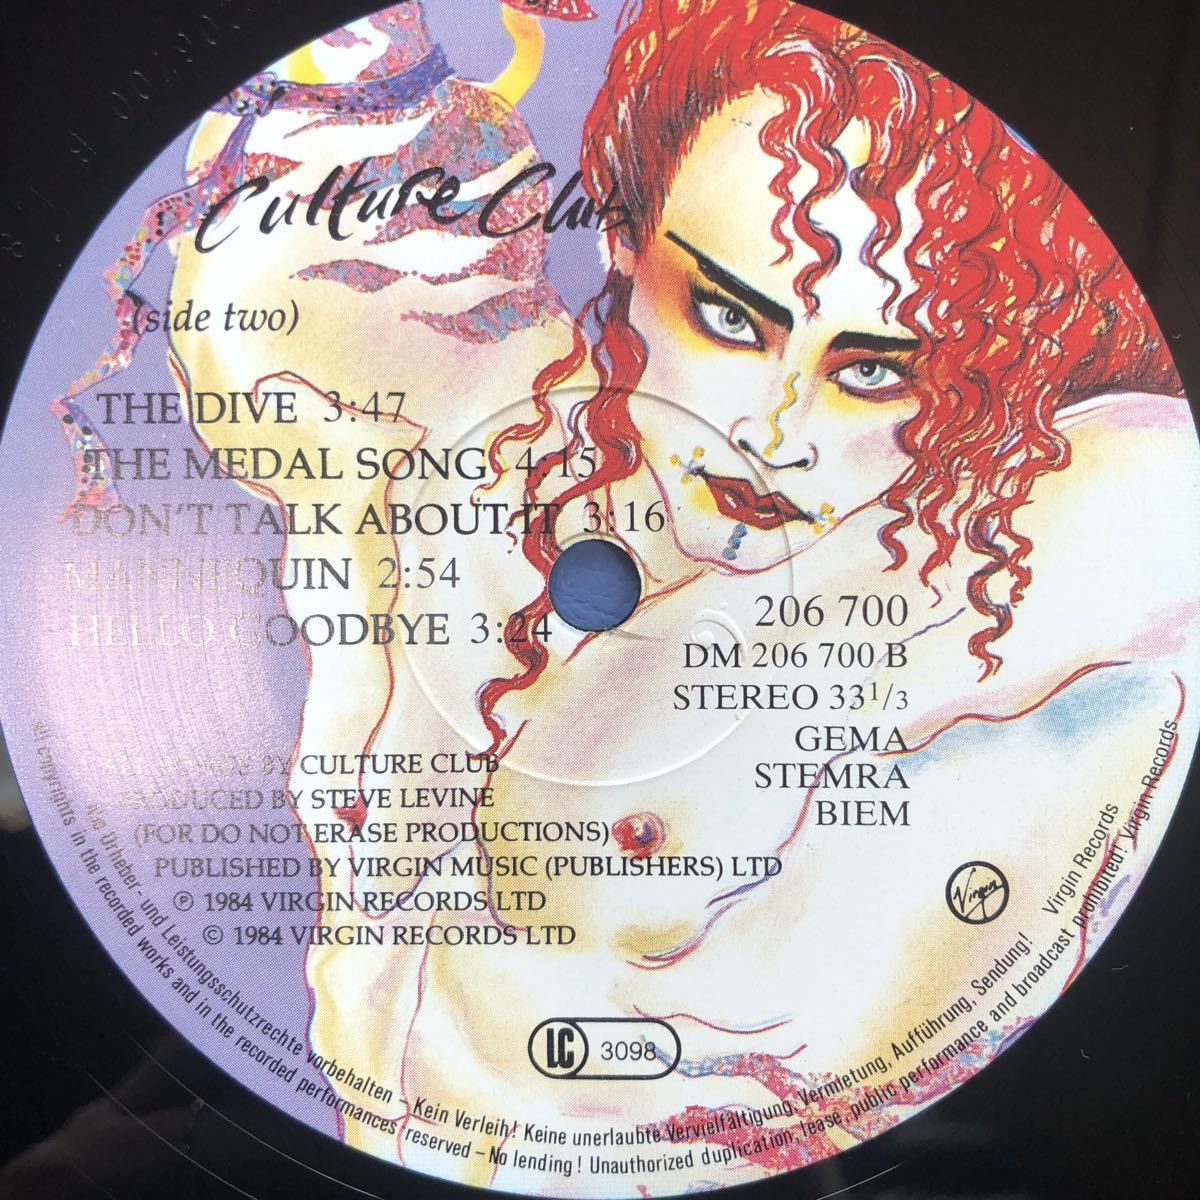 Culture Club
(side two)
THE DIVE 3:47
THE MEDAL SONG 4:15
DON'T TALK ABOUT IT 3:16
MANNEQUIN 2:54
HELLO GOODBYE 3:24
206 700
DM 206 700 B
STEREO 33 1/3
GEMA
STEMRA
BIEM
BY CULTURE CLUB
PRODUCED BY STEVE LEVINE
(FOR DO NOT ERASE PRODUCTIONS)
PUBLISHED BY VIRGIN MUSIC (PUBLISHERS) LTD
℗ 1984 VIRGIN RECORDS LTD
© 1984 VIRGIN RECORDS LTD
Virgin
LC 3098
Alle Urheber- und Leistungsschutzrechte vorbehalten – Kein Verleih! Keine unerlaubte Vervielfältigung, Vermietung, Aufführung, Sendung! Virgin Records
All copyrights in the recorded works and in the recorded performances reserved – No lending! Unauthorized duplication, lease, public performance and broadcast prohibited! Virgin Records